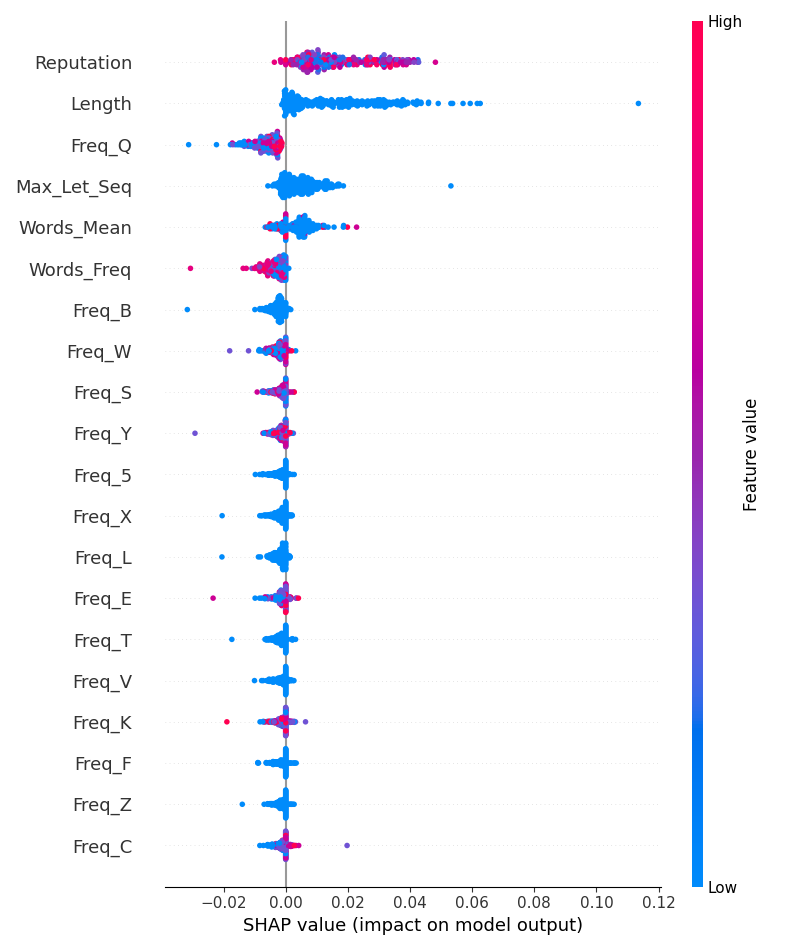 High
Reputation
Length
Freq_Q
Max_Let_Seq
Words_Mean
Words_Freq
Freq_B
Freq_W
Freq_S
Freq_Y
Freq_5
Freq_X
Freq_L
Freq_E
Freq_T
Freq_V
Freq_K
Freq_F
Freq_Z
Freq_C
Feature value
Low
−0.02 0.00 0.02 0.04 0.06 0.08 0.10 0.12
SHAP value (impact on model output)